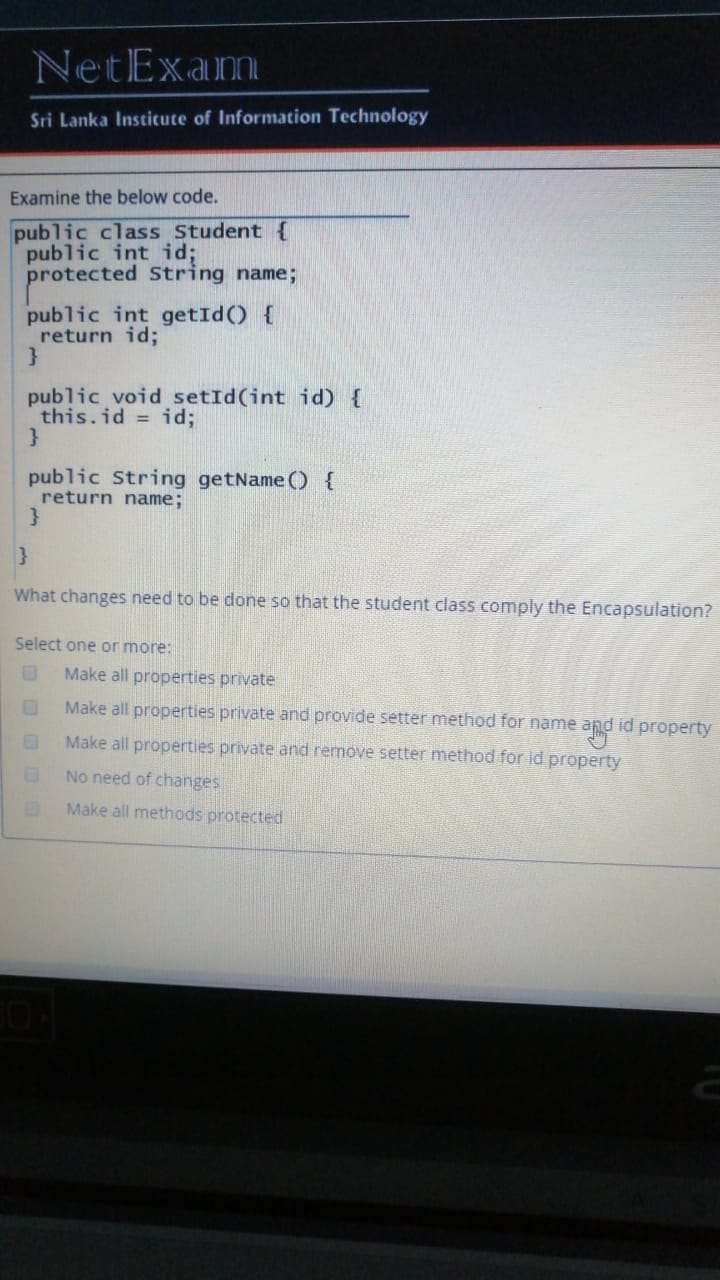 NetExam
Sri Lanka Institute of Information Technology
Examine the below code.
public class Student {
public int id;
protected String name;
public int getId() {
return id;
}
public void setId(int id) {
this.id = id;
}
public String getName() {
return name;
}
}
What changes need to be done so that the student class comply the Encapsulation?
Select one or more:
Make all properties private
Make all properties private and provide setter method for name and id property
Make all properties private and remove setter method for id property
No need of changes
Make all methods protected